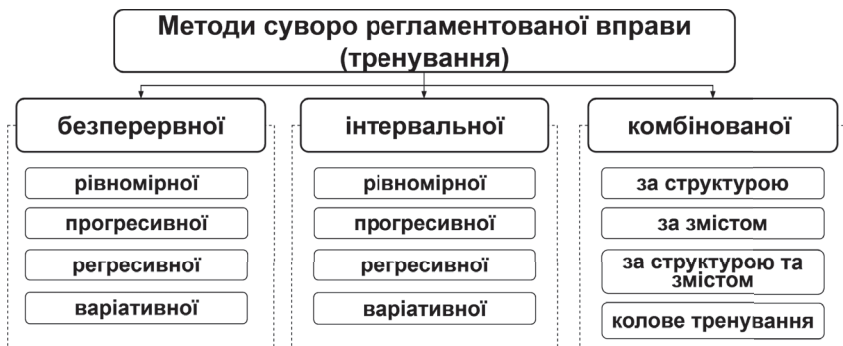 Методи суворо регламентованої вправи
(тренування)
безперервної
рівномірної
прогресивної
регресивної
варіативної
інтервальної
рівномірної
прогресивної
регресивної
варіативної
комбінованої
за структурою
за змістом
за структурою та
змістом
колове тренування